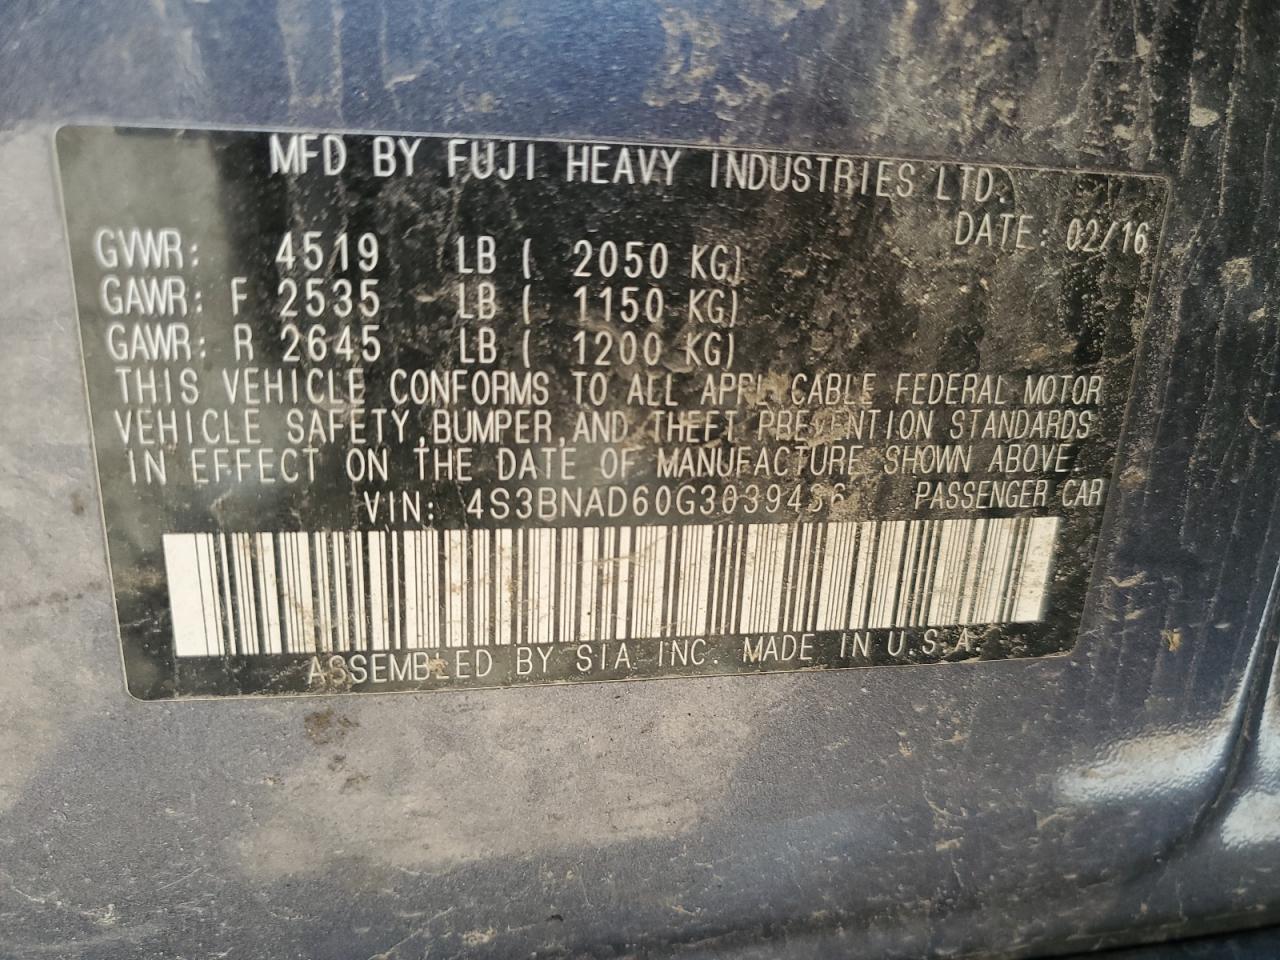 MFD BY FUJI HEAVY INDUSTRIES LTD.
DATE: 02/16
GVWR: 4519 LB ( 2050 KG)
GAWR: F 2535 LB ( 1150 KG)
GAWR: R 2645 LB ( 1200 KG)
THIS VEHICLE CONFORMS TO ALL APPLICABLE FEDERAL MOTOR
VEHICLE SAFETY,BUMPER,AND THEFT PREVENTION STANDARDS
IN EFFECT ON THE DATE OF MANUFACTURE SHOWN ABOVE.
VIN: 4S3BNAD60G3039436 PASSENGER CAR
ASSEMBLED BY SIA INC. MADE IN U.S.A.